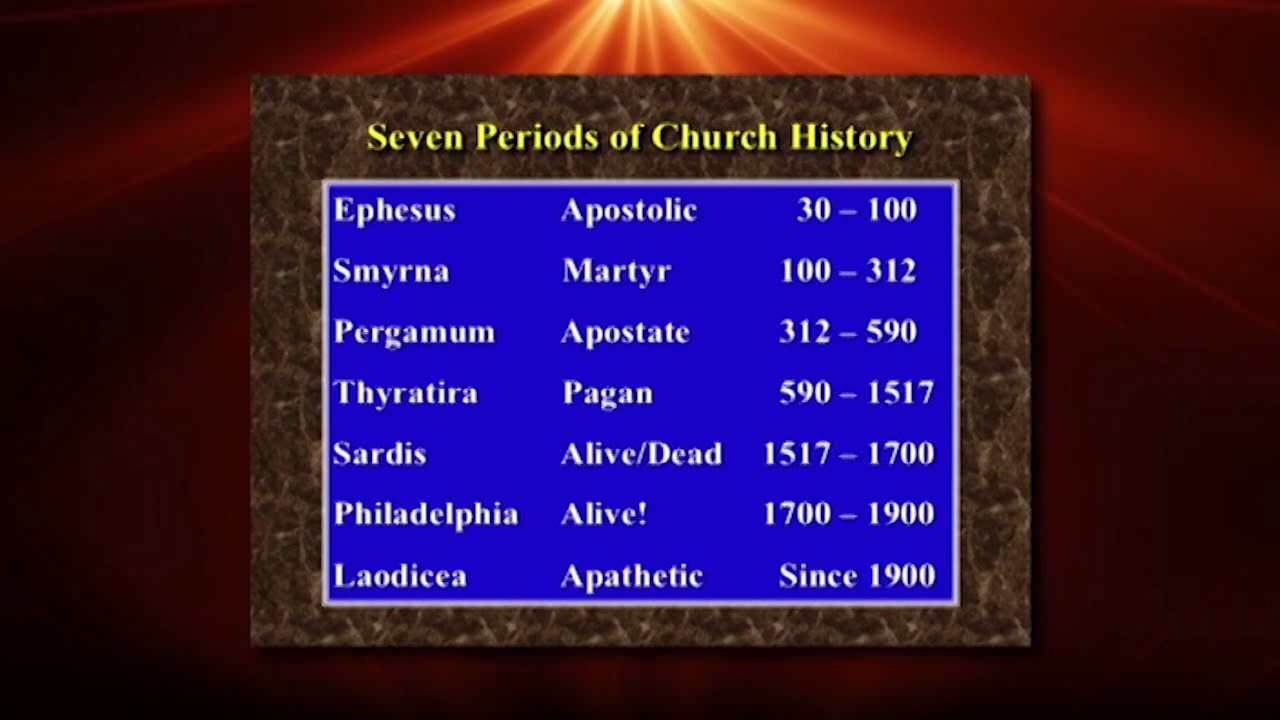 Seven Periods of Church History
Ephesus Apostolic 30 – 100
Smyrna Martyr 100 – 312
Pergamum Apostate 312 – 590
Thyratira Pagan 590 – 1517
Sardis Alive/Dead 1517 – 1700
Philadelphia Alive! 1700 – 1900
Laodicea Apathetic Since 1900